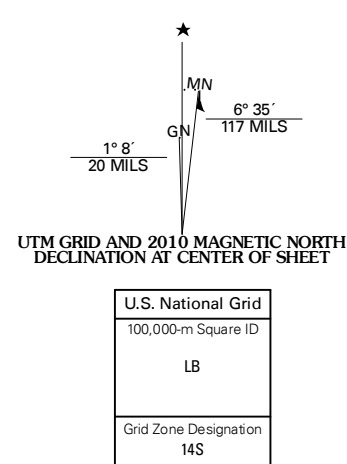 MN
6° 35´
117 MILS
GN
1° 8´
20 MILS
UTM GRID AND 2010 MAGNETIC NORTH
DECLINATION AT CENTER OF SHEET
U.S. National Grid
100,000-m Square ID
LB
Grid Zone Designation
14S